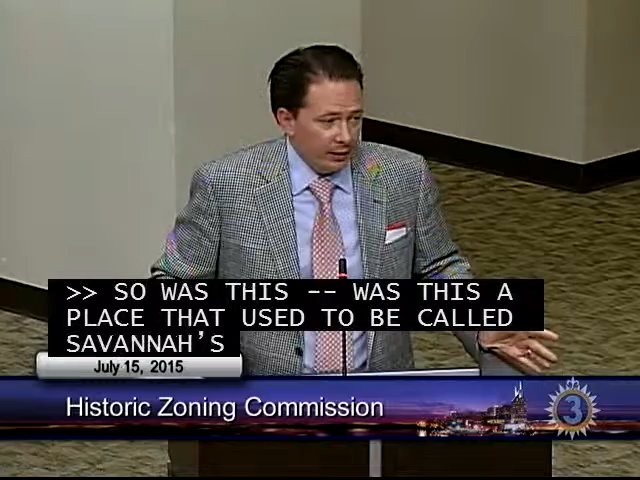 >> SO WAS THIS -- WAS THIS A
PLACE THAT USED TO BE CALLED
SAVANNAH'S
July 15, 2015
Historic Zoning Commission
3